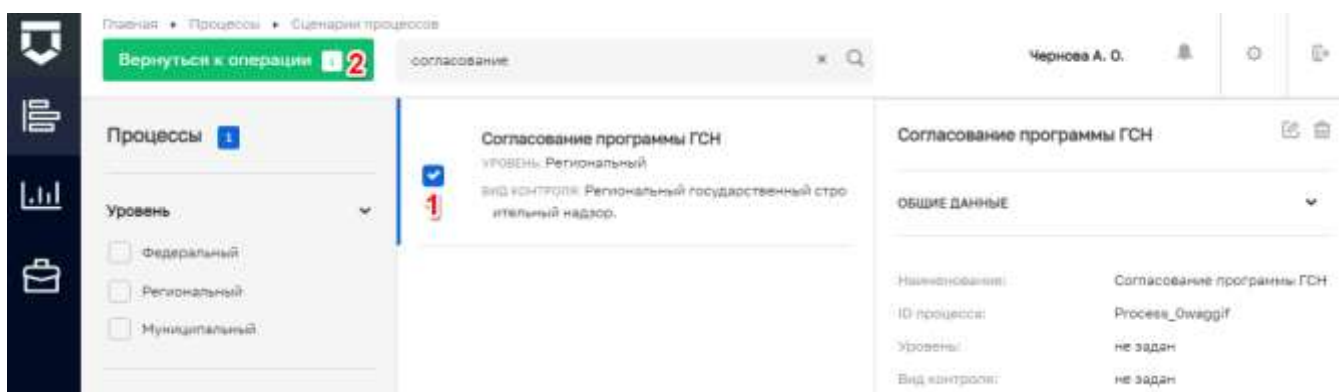 Главная • Процессы • Сценарии процессов
Вернуться к операции 1 2
согласование
Чернова А. О.
Процессы 1
Уровень
Федеральный
Региональный
Муниципальный
Согласование программы ГСН
УРОВЕНЬ: Региональный
ВИД КОНТРОЛЯ: Региональный государственный стро
ительный надзор.
1
Согласование программы ГСН
ОБЩИЕ ДАННЫЕ
Наименование: Согласование программы ГСН
ID процесса: Process_0waggif
Уровень: не задан
Вид контроля: не задан